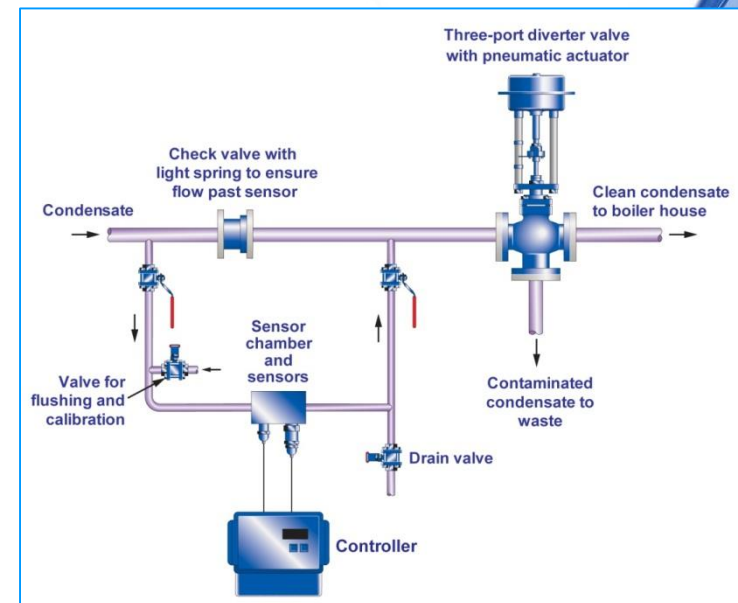 Three-port diverter valve
with pneumatic actuator
Check valve with
light spring to ensure
flow past sensor
Condensate
Clean condensate
to boiler house
Sensor
chamber
and
sensors
Valve for
flushing and
calibration
Contaminated
condensate to
waste
Drain valve
Controller